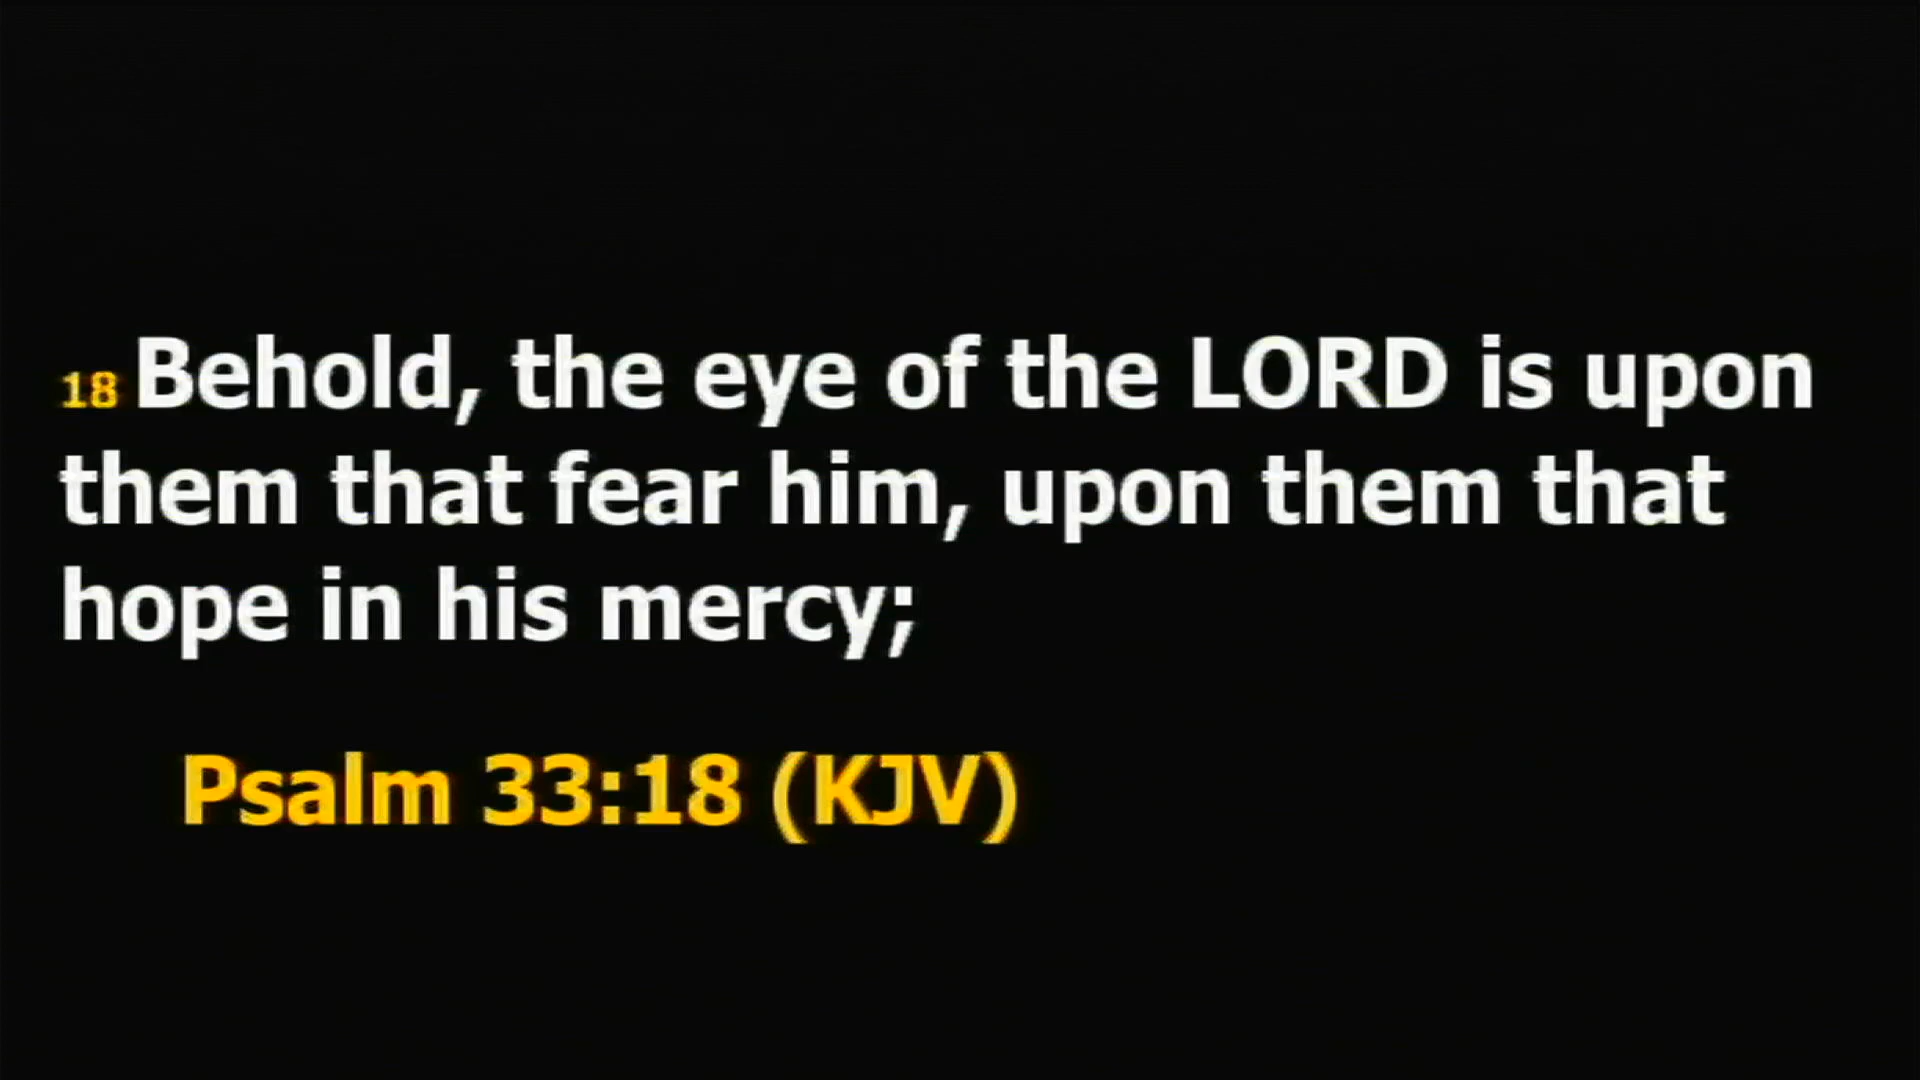 18 Behold, the eye of the LORD is upon
them that fear him, upon them that
hope in his mercy;
Psalm 33:18 (KJV)